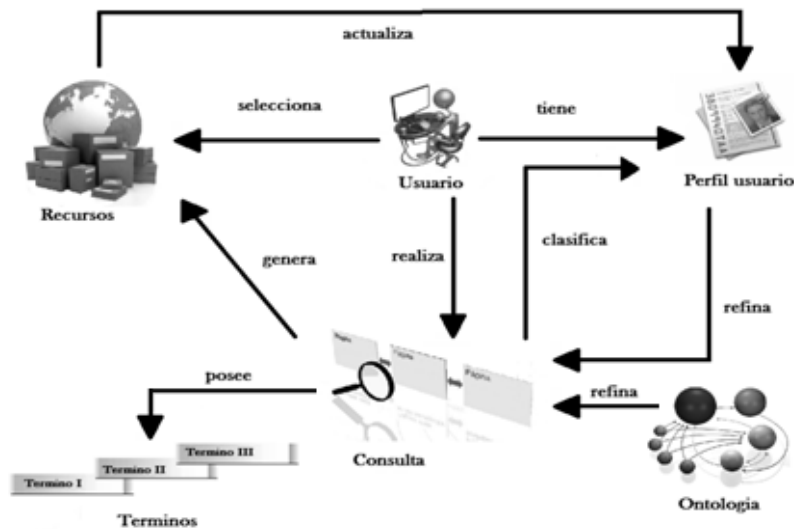 actualiza
selecciona
tiene
Recursos
Usuario
Perfil usuario
genera
realiza
clasifica
refina
posee
refina
Termino III
Termino II
Termino I
Consulta
Terminos
Ontologia